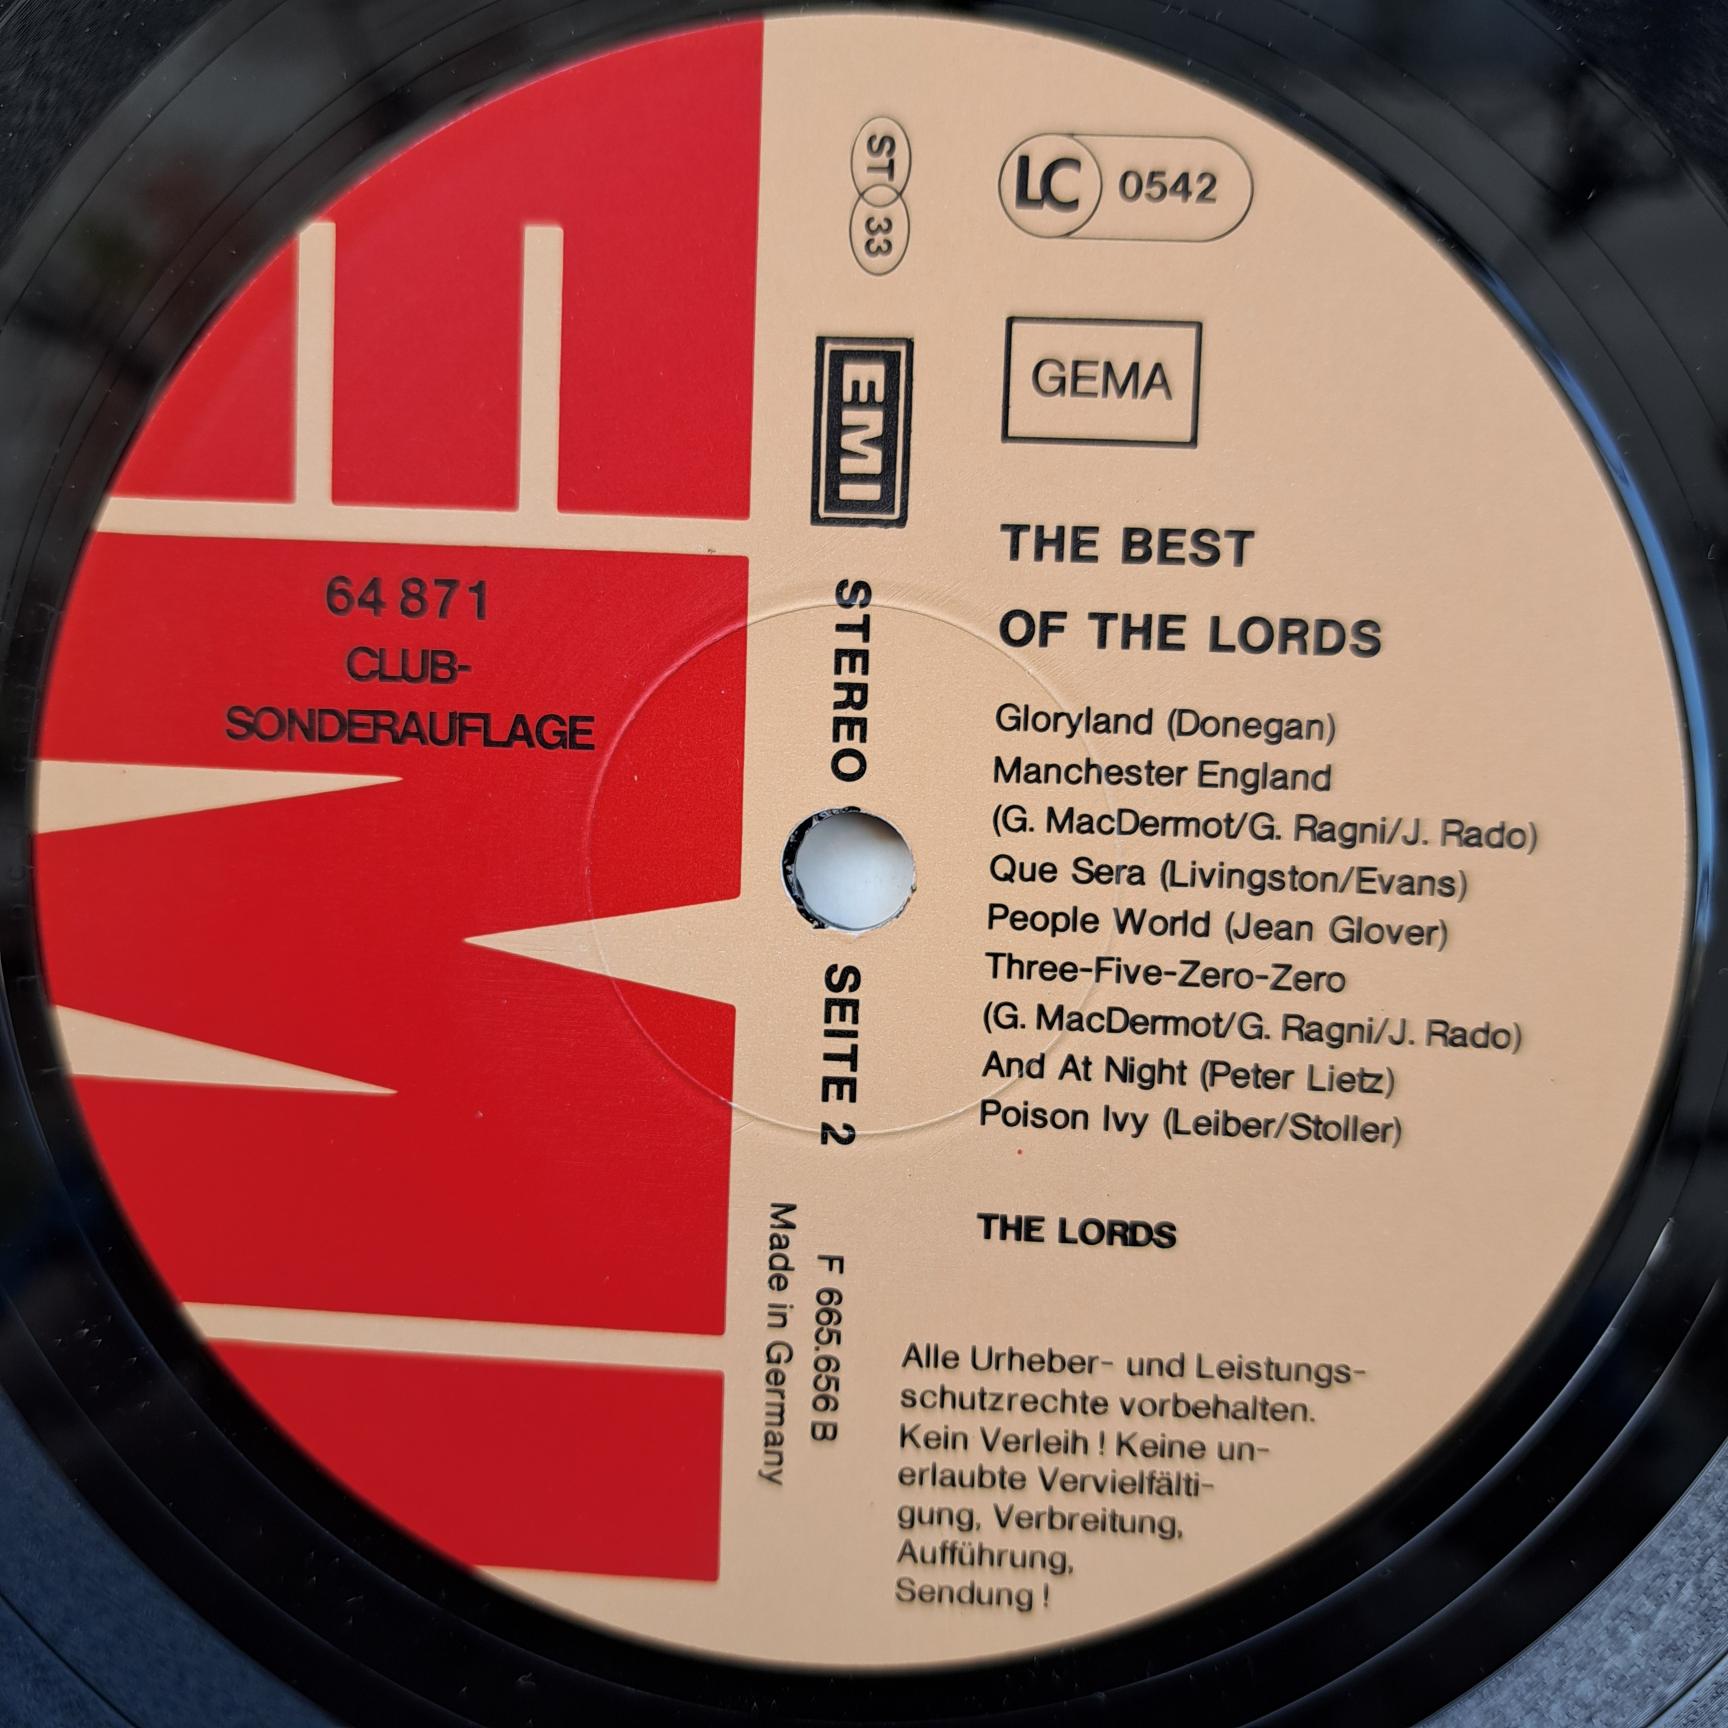 64 871
CLUB-
SONDERAUFLAGE
ST 33
EMI
STEREO
SEITE 2
F 665.656 B
Made in Germany
LC 0542
GEMA
THE BEST
OF THE LORDS
Gloryland (Donegan)
Manchester England
(G. MacDermot/G. Ragni/J. Rado)
Que Sera (Livingston/Evans)
People World (Jean Glover)
Three-Five-Zero-Zero
(G. MacDermot/G. Ragni/J. Rado)
And At Night (Peter Lietz)
Poison Ivy (Leiber/Stoller)
THE LORDS
Alle Urheber- und Leistungs-
schutzrechte vorbehalten.
Kein Verleih ! Keine un-
erlaubte Vervielfälti-
gung, Verbreitung,
Aufführung,
Sendung !